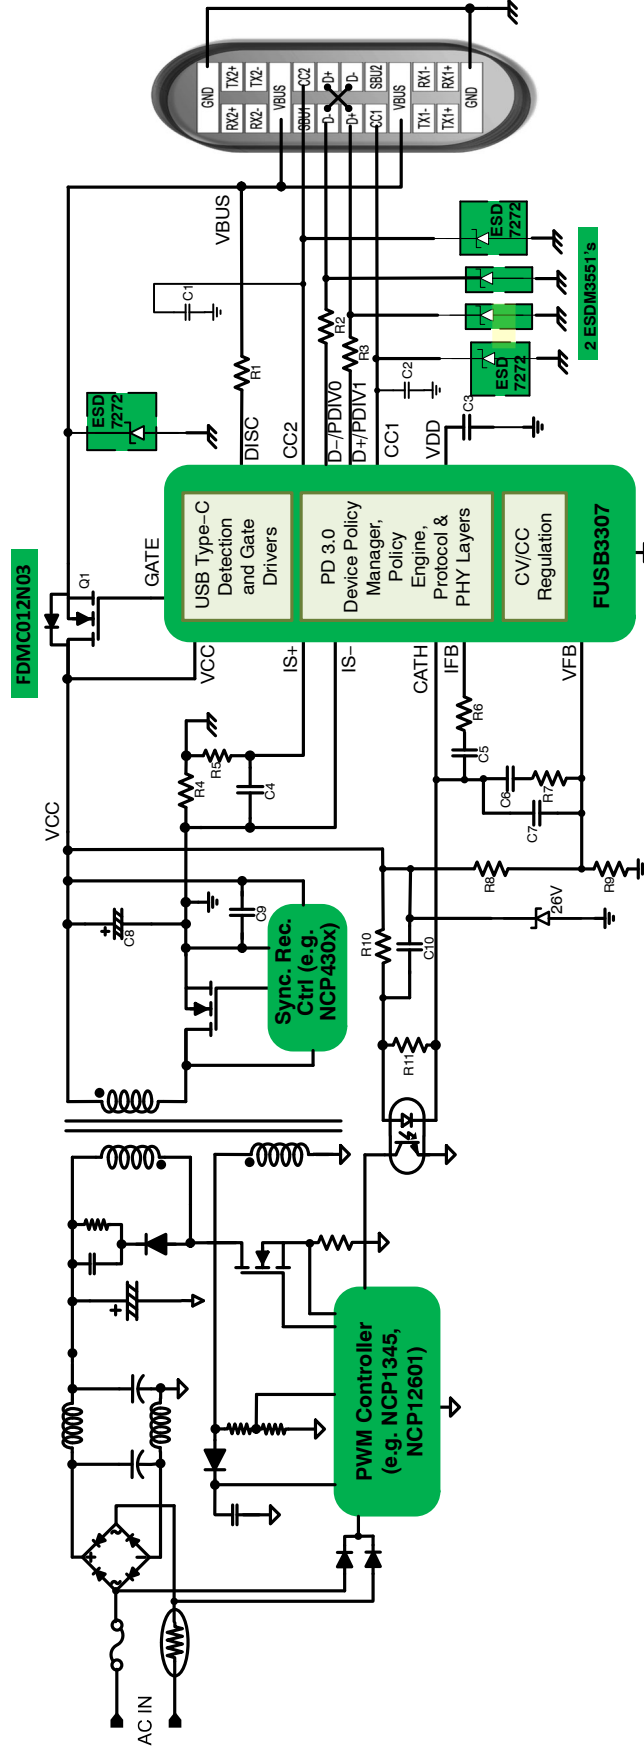 AC IN
+
+
PWM Controller
(e.g. NCP1345,
NCP12601)
VCC
+
C8
C9
Sync. Rec.
Ctrl (e.g.
NCP430x)
R4
R5
C4
R10
C10
R11
26V
R8
R9
C7
C6
R7
C5
R6
FDMC012N03
Q1
GATE
VCC
IS+
IS−
CATH
IFB
VFB
USB Type−C
Detection
and Gate
Drivers
PD 3.0
Device Policy
Manager,
Policy
Engine,
Protocol &
PHY Layers
CV/CC
Regulation
FUSB3307
DISC
CC2
D−/PDIV0
D+/PDIV1
CC1
VDD
ESD
7272
R1
C1
R2
R3
C2
C3
VBUS
ESD
7272
ESD
7272
2 ESDM3551's
GND
RX2+
TX2+
RX2-
TX2-
VBUS
SBU1
CC2
D-
D+
D+
D-
CC1
SBU2
VBUS
TX1-
RX1-
TX1+
RX1+
GND